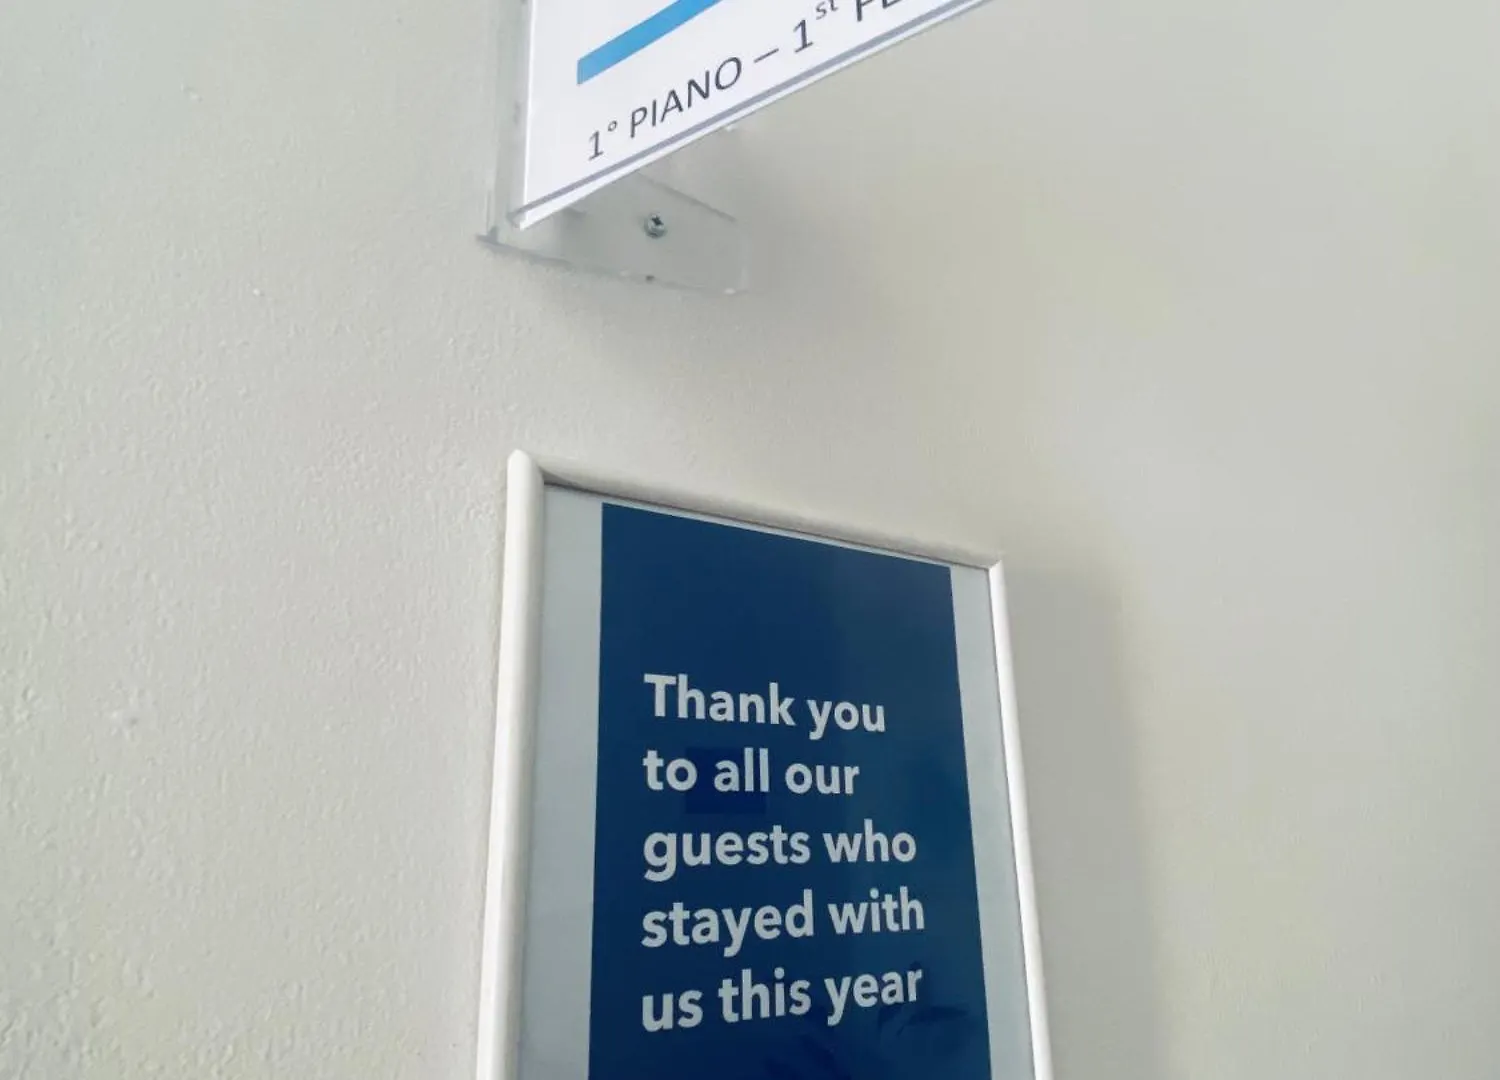 1° PIANO – 1st
Thank you
to all our
guests who
stayed with
us this year